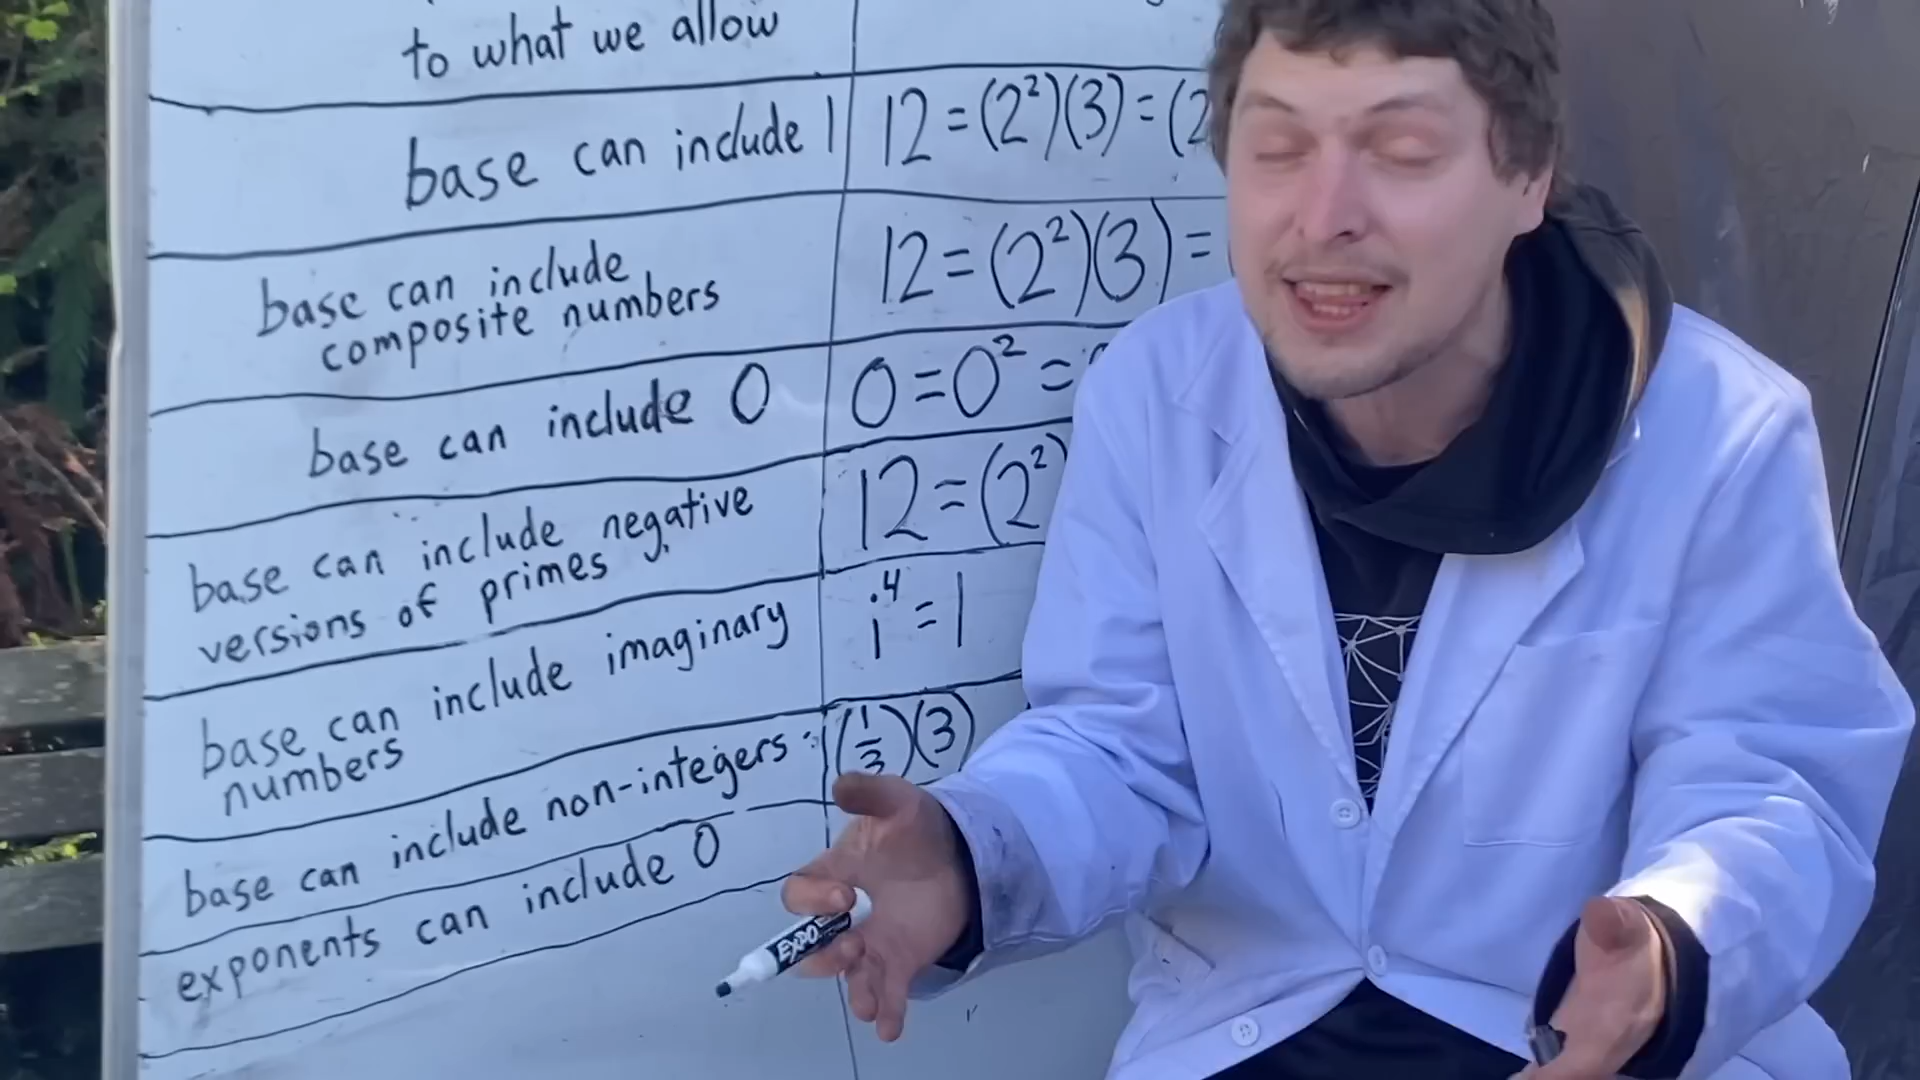 to what we allow
base can include 1
12 = (2²)(3) = (2
base can include
composite numbers
12 = (2²)(3) =
base can include 0
0 = 0² =
base can include negative
versions of primes
12 = (2²)
base can include imaginary
numbers
i⁴ = 1
base can include non-integers
(1/3)(3)
exponents can include 0
EXPO